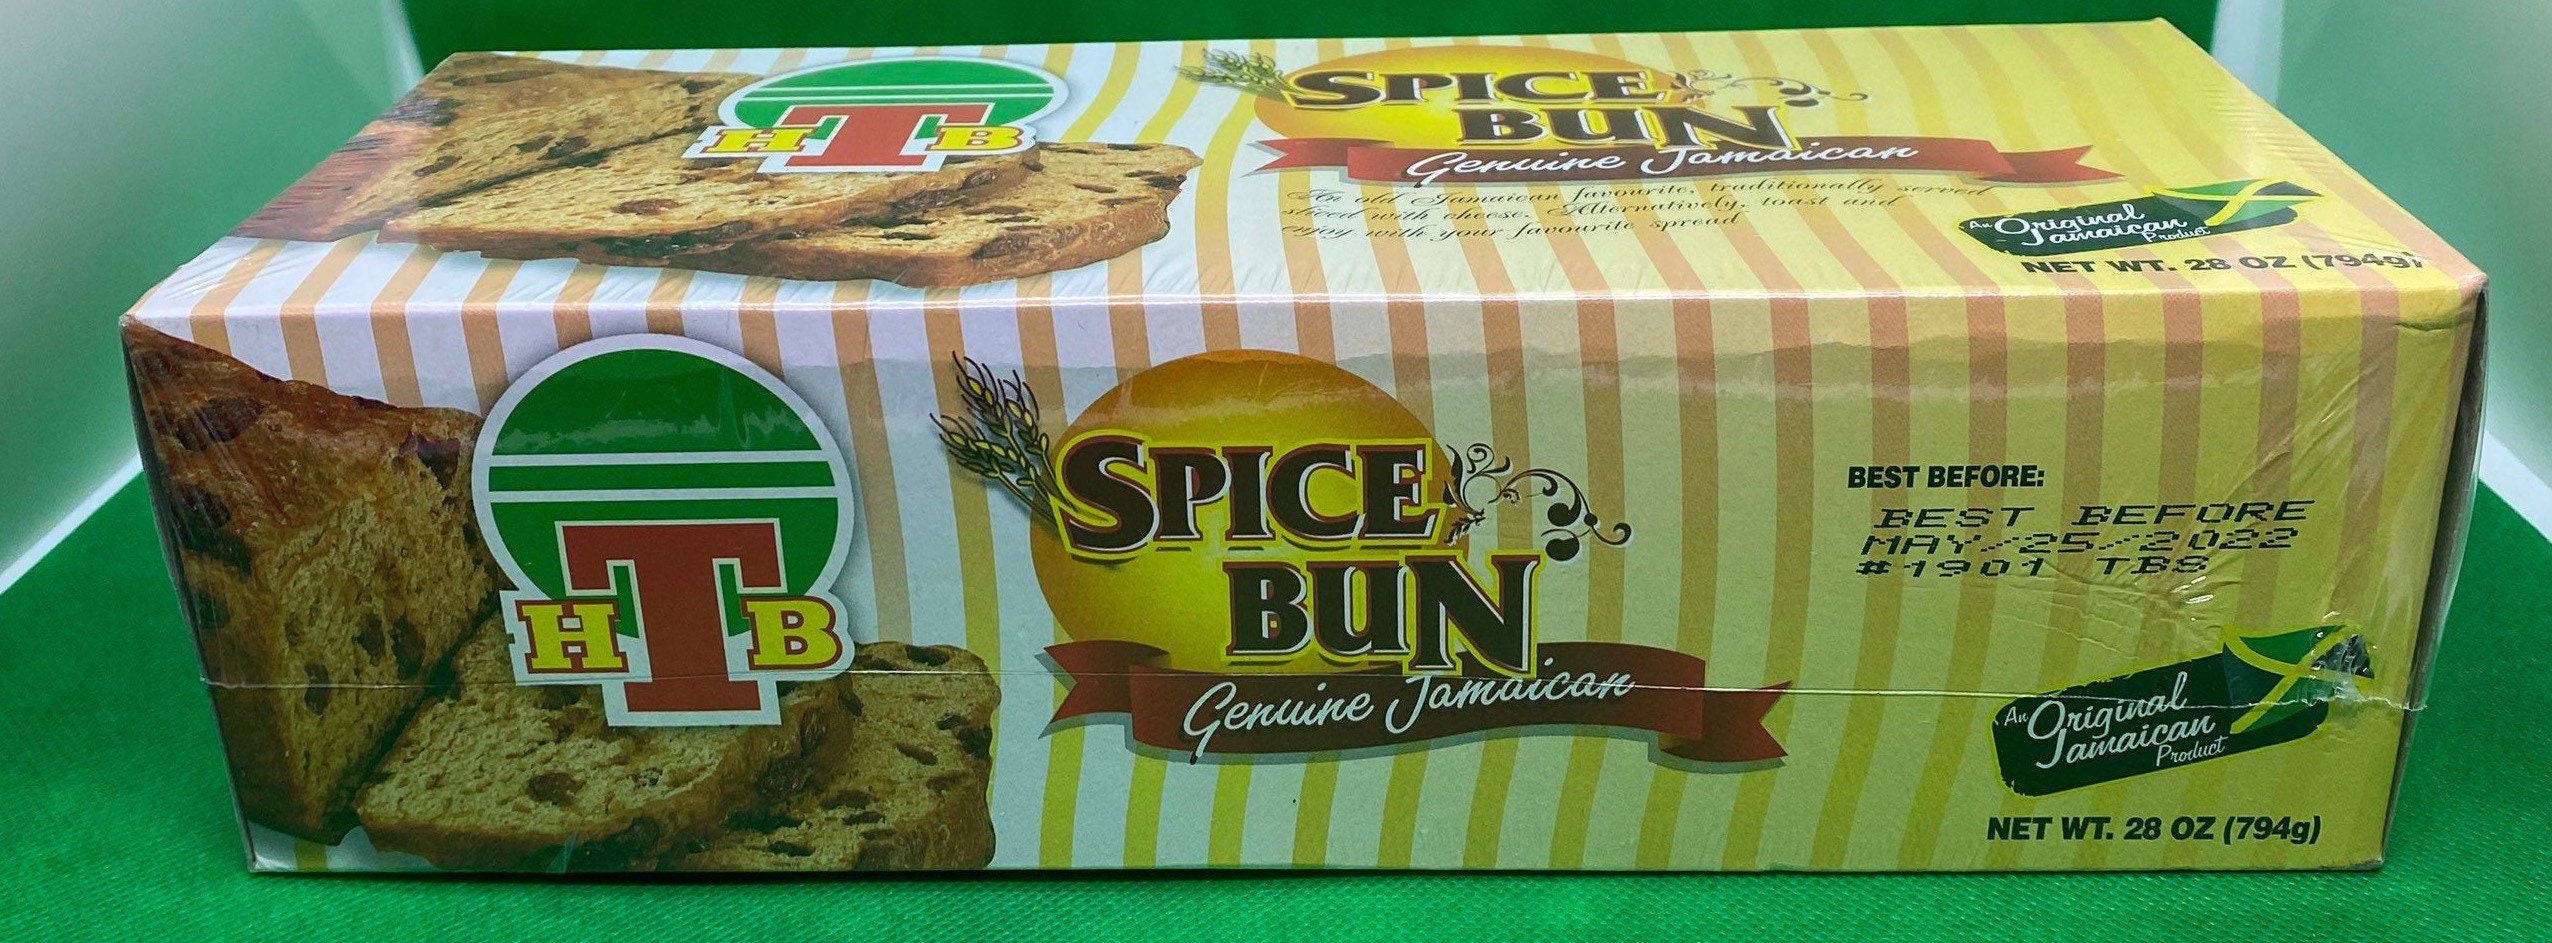 HTB
SPICE
BUN
Genuine Jamaican
An old Jamaican favourite, traditionally served
sliced with cheese. Alternatively, toast and
enjoy with your favourite spread
An Original
Jamaican
Product
NET WT. 28 OZ (794g)
HTB
SPICE
BUN
Genuine Jamaican
BEST BEFORE:
BEST BEFORE
MAY-25-2022
#1901 TBS
An Original
Jamaican
Product
NET WT. 28 OZ (794g)